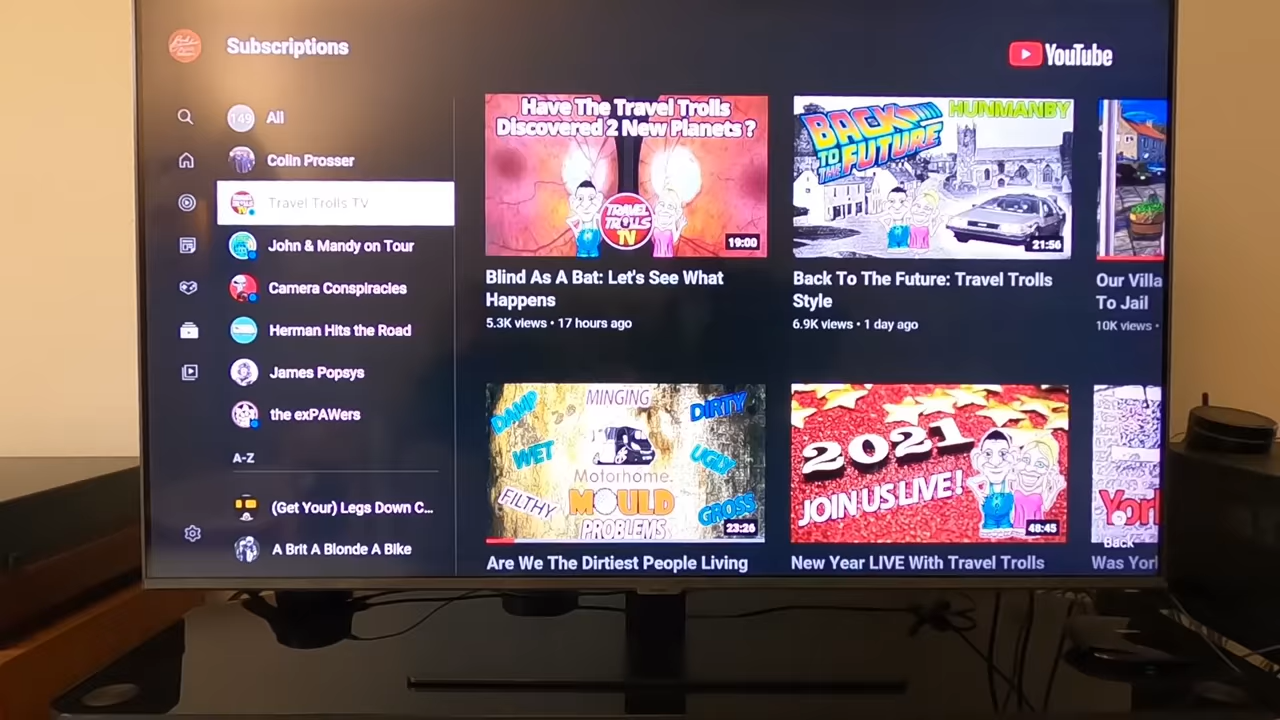 Subscriptions
YouTube
149 All
Colin Prosser
Travel Trolls TV
John & Mandy on Tour
Camera Conspiracies
Herman Hits the Road
James Popsys
the exPAWers
A-Z
(Get Your) Legs Down C...
A Brit A Blonde A Bike
Have The Travel Trolls
Discovered 2 New Planets ?
TRAVEL
TROLLS
TV
19:00
Blind As A Bat: Let's See What
Happens
5.3K views • 17 hours ago
BACK
TO THE FUTURE
HUNMANBY
21:56
Back To The Future: Travel Trolls
Style
6.9K views • 1 day ago
Our Villa
To Jail
10K views •
DAMP
MINGING
DIRTY
WET
UGLY
Motorhome.
FILTHY
MOULD
GROSS
PROBLEMS
23:26
Are We The Dirtiest People Living
2021
JOIN US LIVE!
48:45
New Year LIVE With Travel Trolls
York
Back
Was Yor